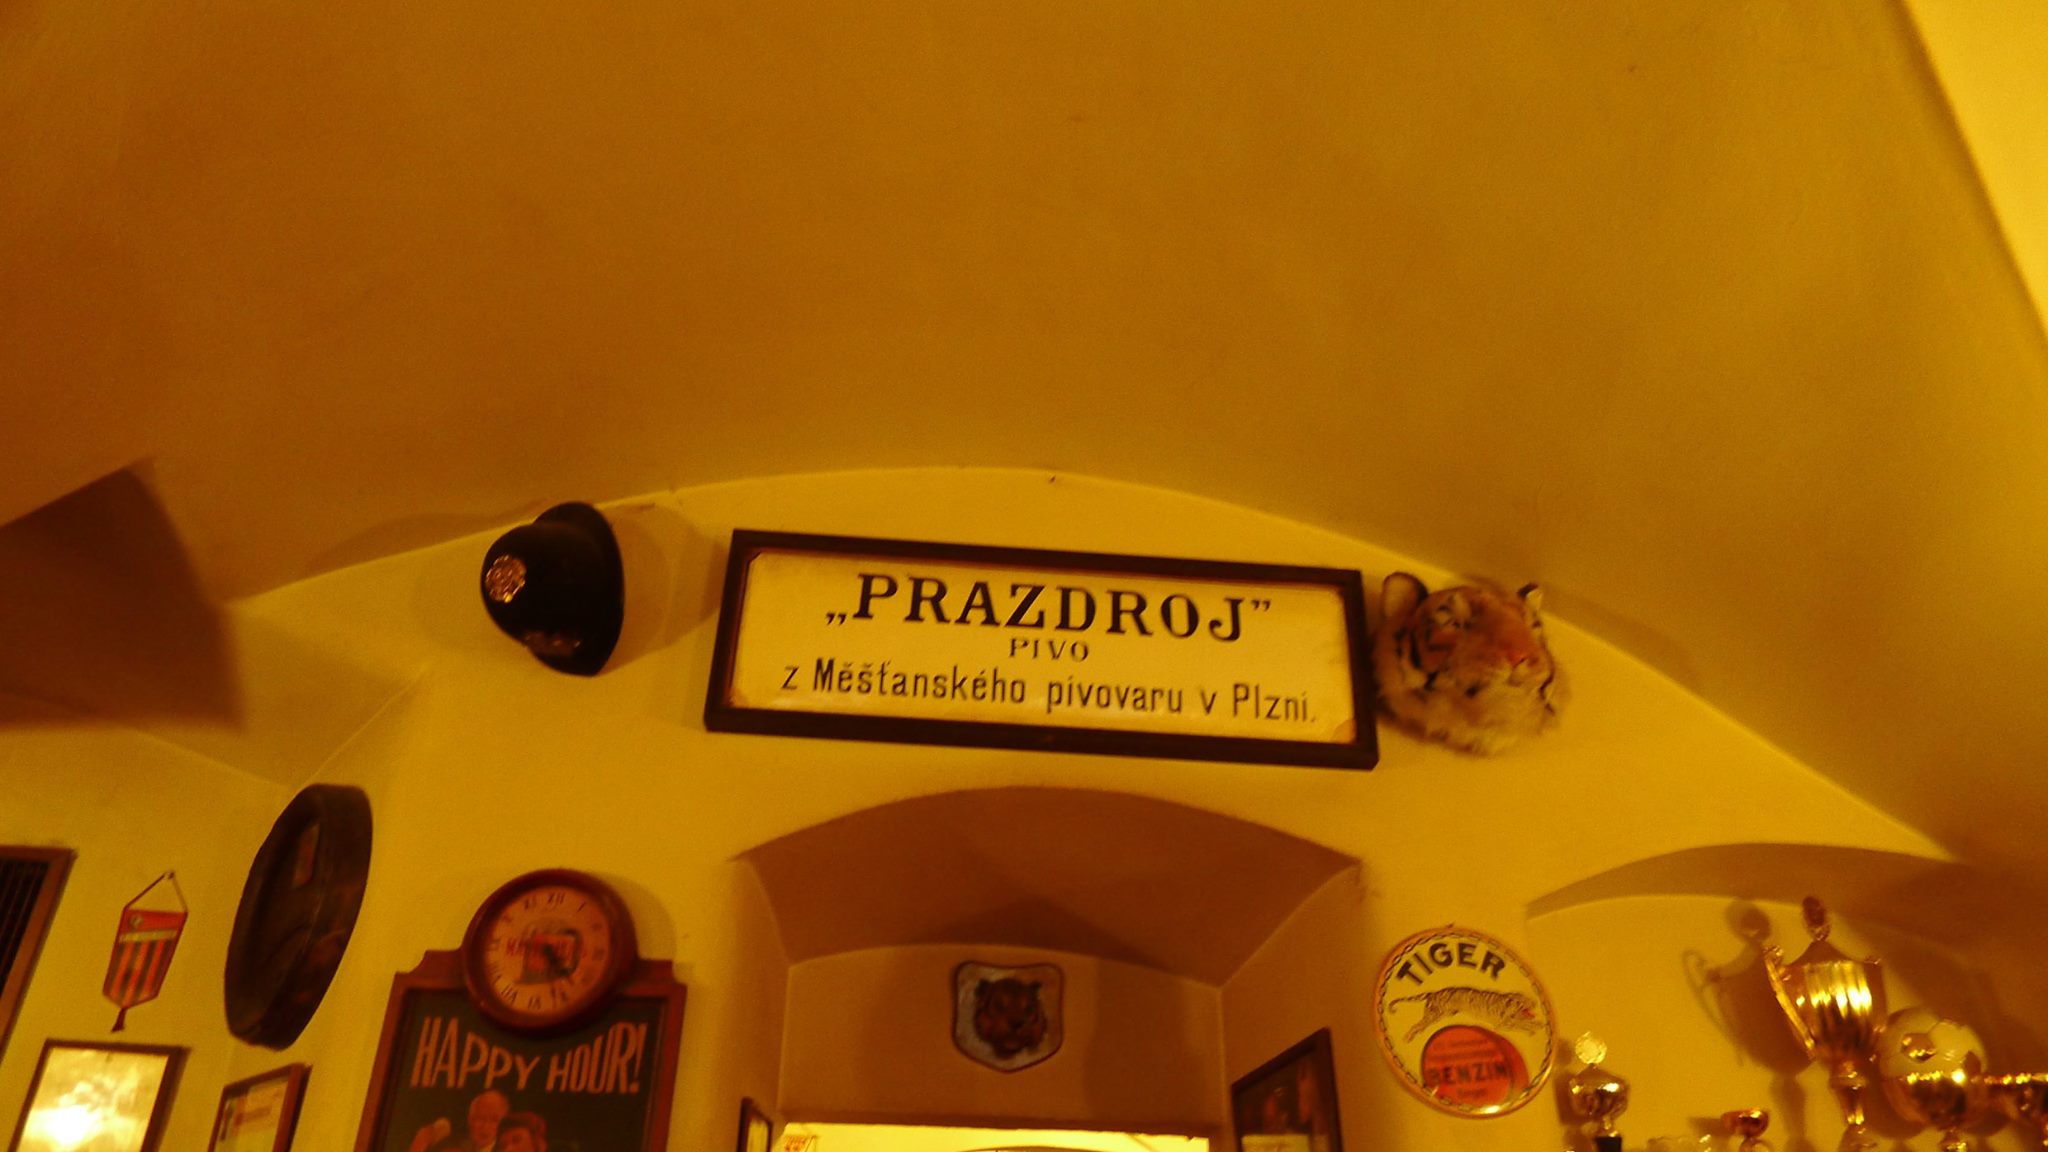 „PRAZDROJ”
PIVO
z Měšťanského pivovaru v Plzni.
HAPPY HOUR!
TIGER
BENZIN